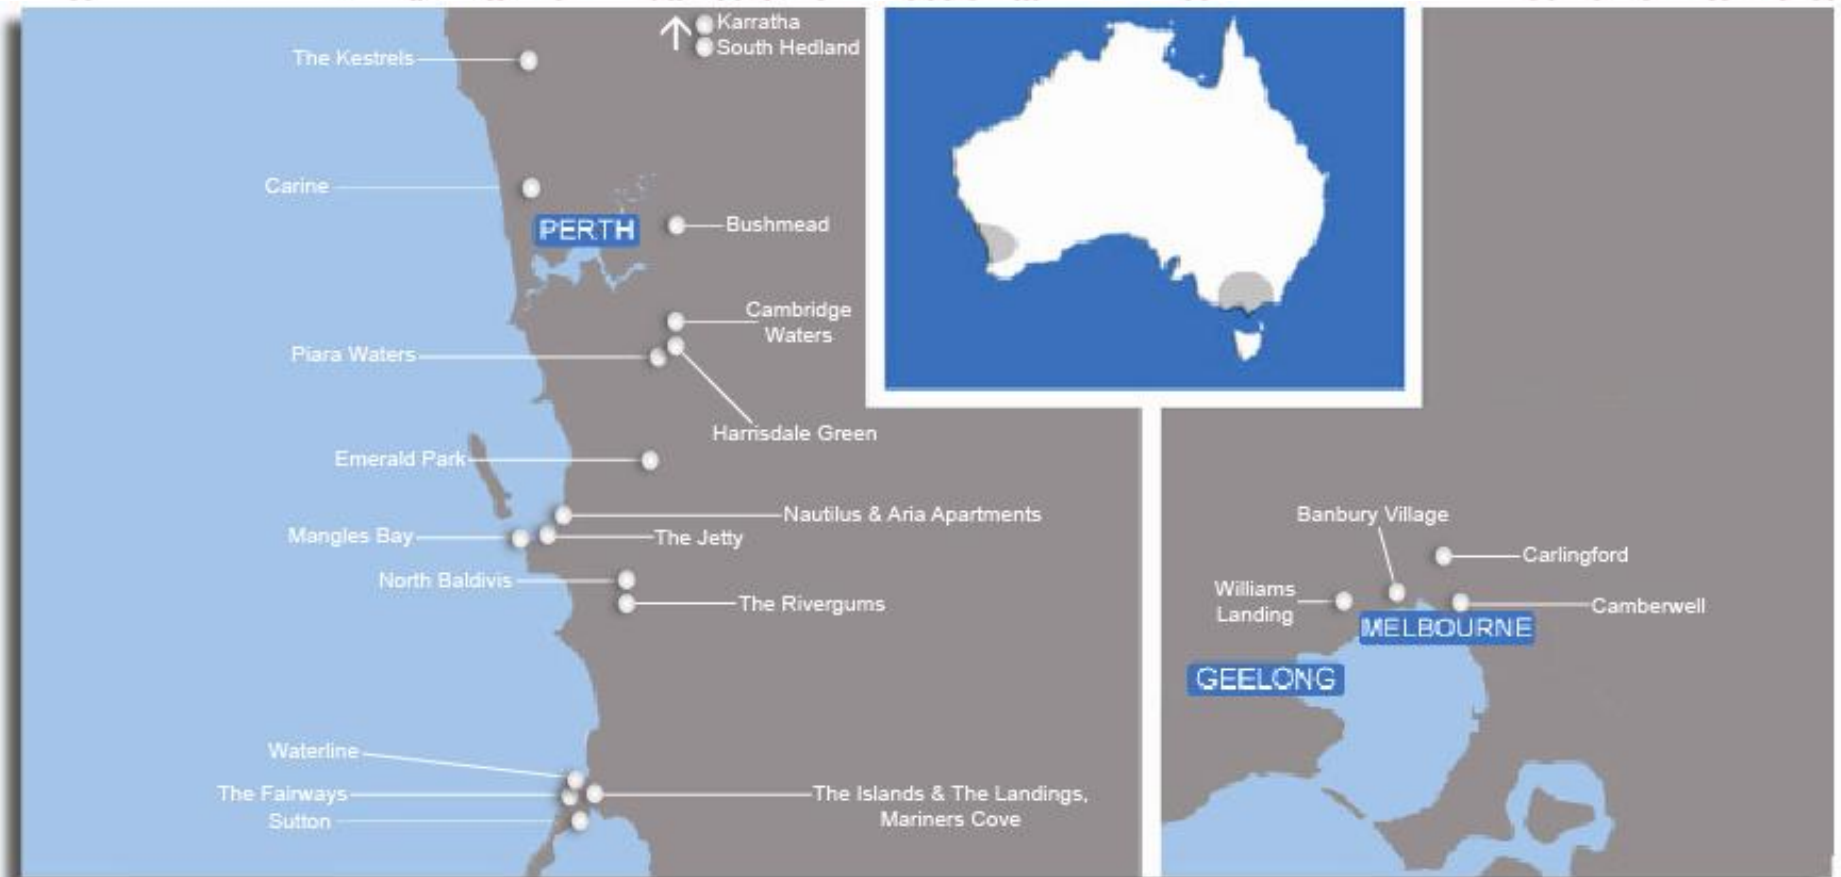 Karratha
South Hedland
The Kestrels
Carine
PERTH
Bushmead
Cambridge
Waters
Piara Waters
Harrisdale Green
Emerald Park
Nautilus & Aria Apartments
Mangles Bay
The Jetty
North Baldivis
The Rivergums
Waterline
The Fairways
The Islands & The Landings,
Mariners Cove
Sutton
Banbury Village
Carlingford
Williams
Landing
Camberwell
MELBOURNE
GEELONG